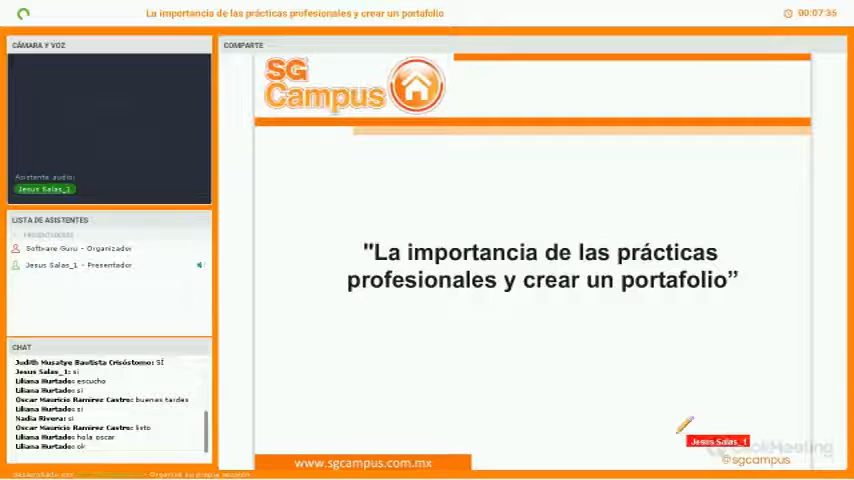 La importancia de las prácticas profesionales y crear un portafolio
00:07:35
CÁMARA Y VOZ
COMPARTE
SG
Campus
Asistente audio:
Jesus Salas_1
LISTA DE ASISTENTES
PRESENTADORES
Software Guru - Organizador
Jesus Salas_1 - Presentador
"La importancia de las prácticas
profesionales y crear un portafolio”
CHAT
Judith Musatye Bautista Crisóstomo: SÍ
Jesus Salas_1: si
Liliana Hurtado: escucho
Liliana Hurtado: si
Oscar Mauricio Ramirez Castro: buenas tardes
Liliana Hurtado: si
Nadia Rivera: si
Oscar Mauricio Ramirez Castro: listo
Liliana Hurtado: hola oscar
Liliana Hurtado: ok
Jesus Salas_1
ClickMeeting
@sgcampus
www.sgcampus.com.mx